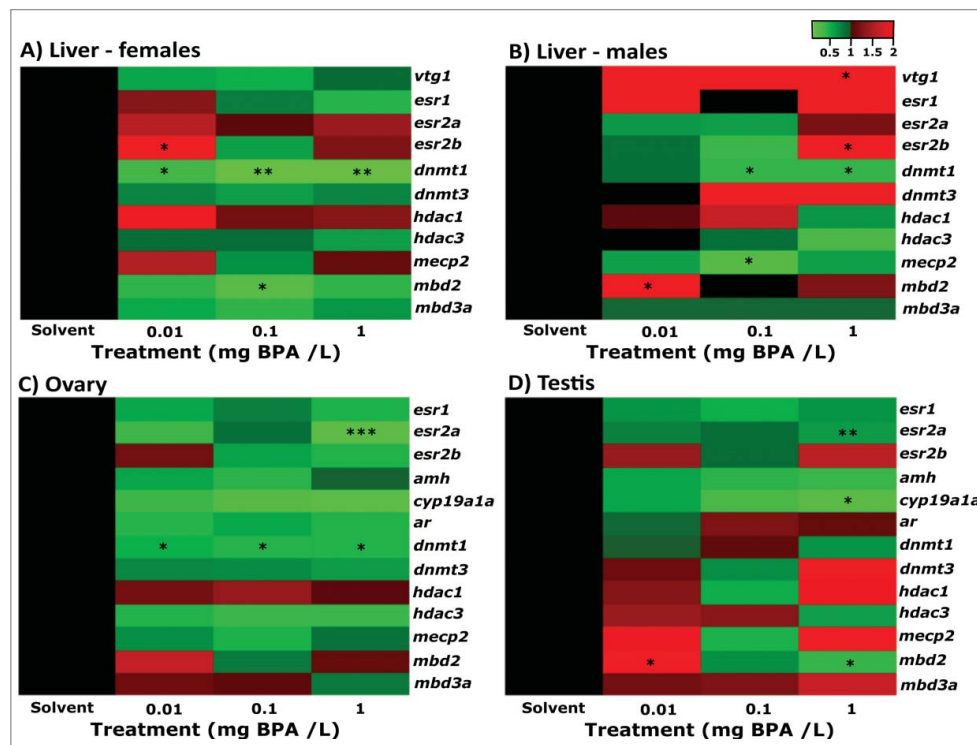 A) Liver - females
vtg1
esr1
esr2a
esr2b
*
dnmt1
* ** **
dnmt3
hdac1
hdac3
mecp2
mbd2
*
mbd3a
Solvent 0.01 0.1 1
Treatment (mg BPA /L)
0.5 1 1.5 2
B) Liver - males
* vtg1
esr1
esr2a
* esr2b
* * dnmt1
dnmt3
hdac1
hdac3
* mecp2
* mbd2
mbd3a
Solvent 0.01 0.1 1
Treatment (mg BPA /L)
C) Ovary
esr1
*** esr2a
esr2b
amh
cyp19a1a
ar
* * * dnmt1
dnmt3
hdac1
hdac3
mecp2
mbd2
mbd3a
Solvent 0.01 0.1 1
Treatment (mg BPA /L)
D) Testis
esr1
** esr2a
esr2b
amh
* cyp19a1a
ar
dnmt1
dnmt3
hdac1
hdac3
mecp2
* * mbd2
mbd3a
Solvent 0.01 0.1 1
Treatment (mg BPA /L)